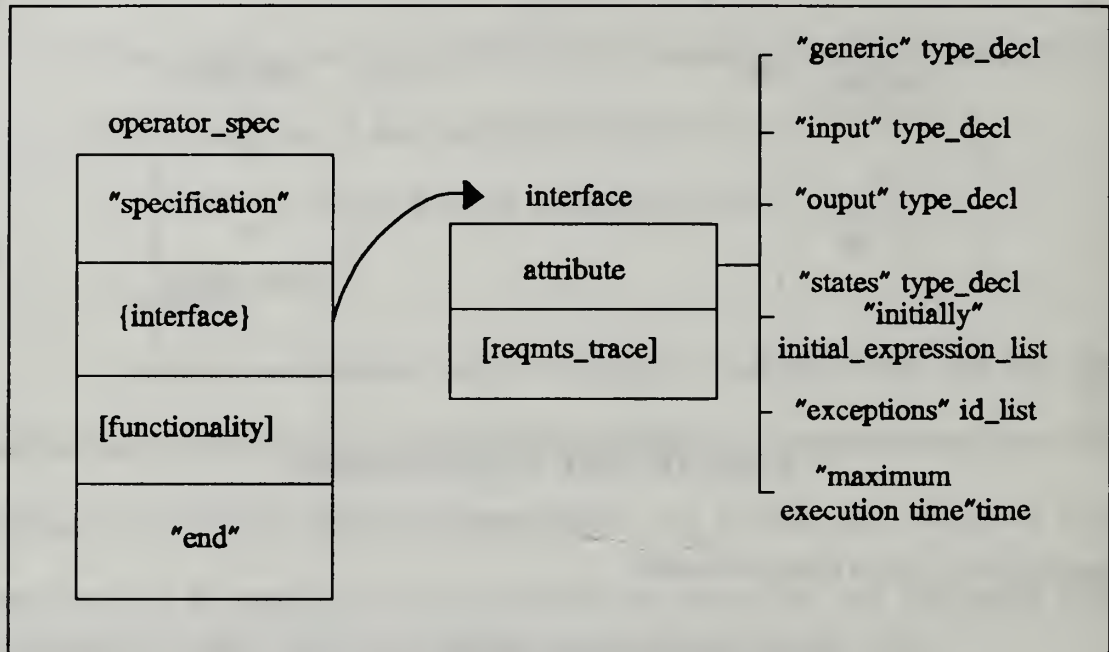 operator_spec
"specification"
{interface}
[functionality]
"end"
interface
attribute
[reqmts_trace]
"generic" type_decl
"input" type_decl
"ouput" type_decl
"states" type_decl
"initially"
initial_expression_list
"exceptions" id_list
"maximum
execution time"time